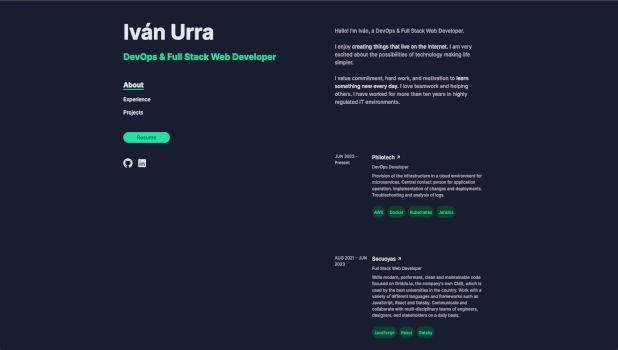 Iván Urra
DevOps & Full Stack Web Developer
About
Experience
Projects
Resume
Hello! I'm Iván, a DevOps & Full Stack Web Developer.
I enjoy creating things that live on the internet. I am very
excited about the possibilities of technology making life
simpler.
I value commitment, hard work, and motivation to learn
something new every day. I love teamwork and helping
others. I have worked for more than ten years in highly
regulated IT environments.
JUN 2023 -
Present
Philotech ↗
DevOps Developer
Provision of the infrastructure in a cloud environment for
microservices. Central contact person for application
operation. Implementation of changes and deployments.
Troubleshooting and analysis of logs.
AWS Docker Kubernetes Jenkins
AUG 2021 - JUN
2023
Secuoyas ↗
Full Stack Web Developer
Write modern, performant, clean and maintainable code
focused on Griddo.io, the company's own CMS, which is
used by the best universities in the country. Work with a
variety of different languages and frameworks such as
JavaScript, React and Gatsby. Communicate and
collaborate with multi-disciplinary teams of engineers,
designers, and stakeholders on a daily basis.
JavaScript React Gatsby